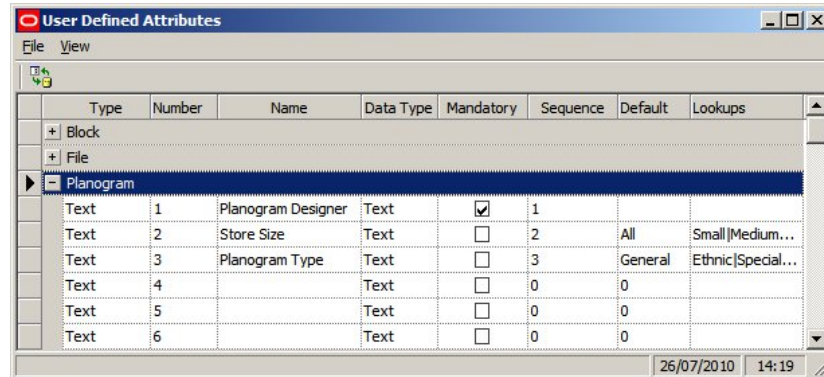 User Defined Attributes
File View
Type Number Name Data Type Mandatory Sequence Default Lookups
Block
File
Planogram
Text 1 Planogram Designer Text 1
Text 2 Store Size Text 2 All Small|Medium...
Text 3 Planogram Type Text 3 General Ethnic|Special...
Text 4 Text 0 0
Text 5 Text 0 0
Text 6 Text 0 0
26/07/2010 14:19